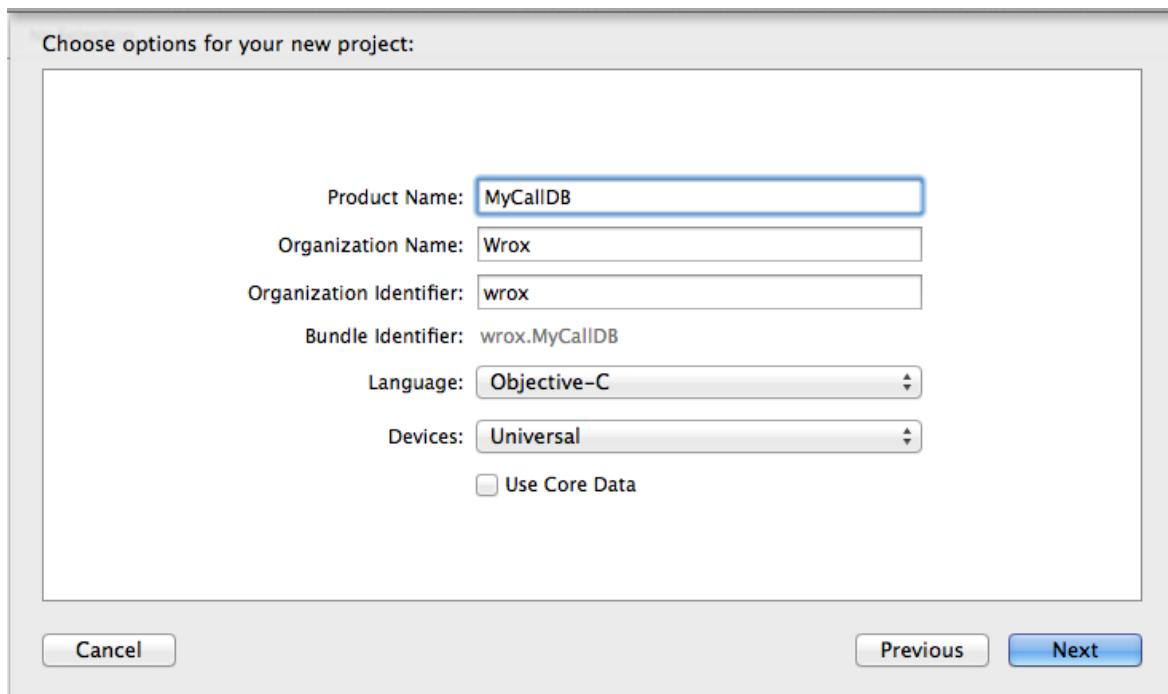 Choose options for your new project:
Product Name: MyCallDB
Organization Name: Wrox
Organization Identifier: wrox
Bundle Identifier: wrox.MyCallDB
Language: Objective-C
Devices: Universal
Use Core Data
Cancel Previous Next